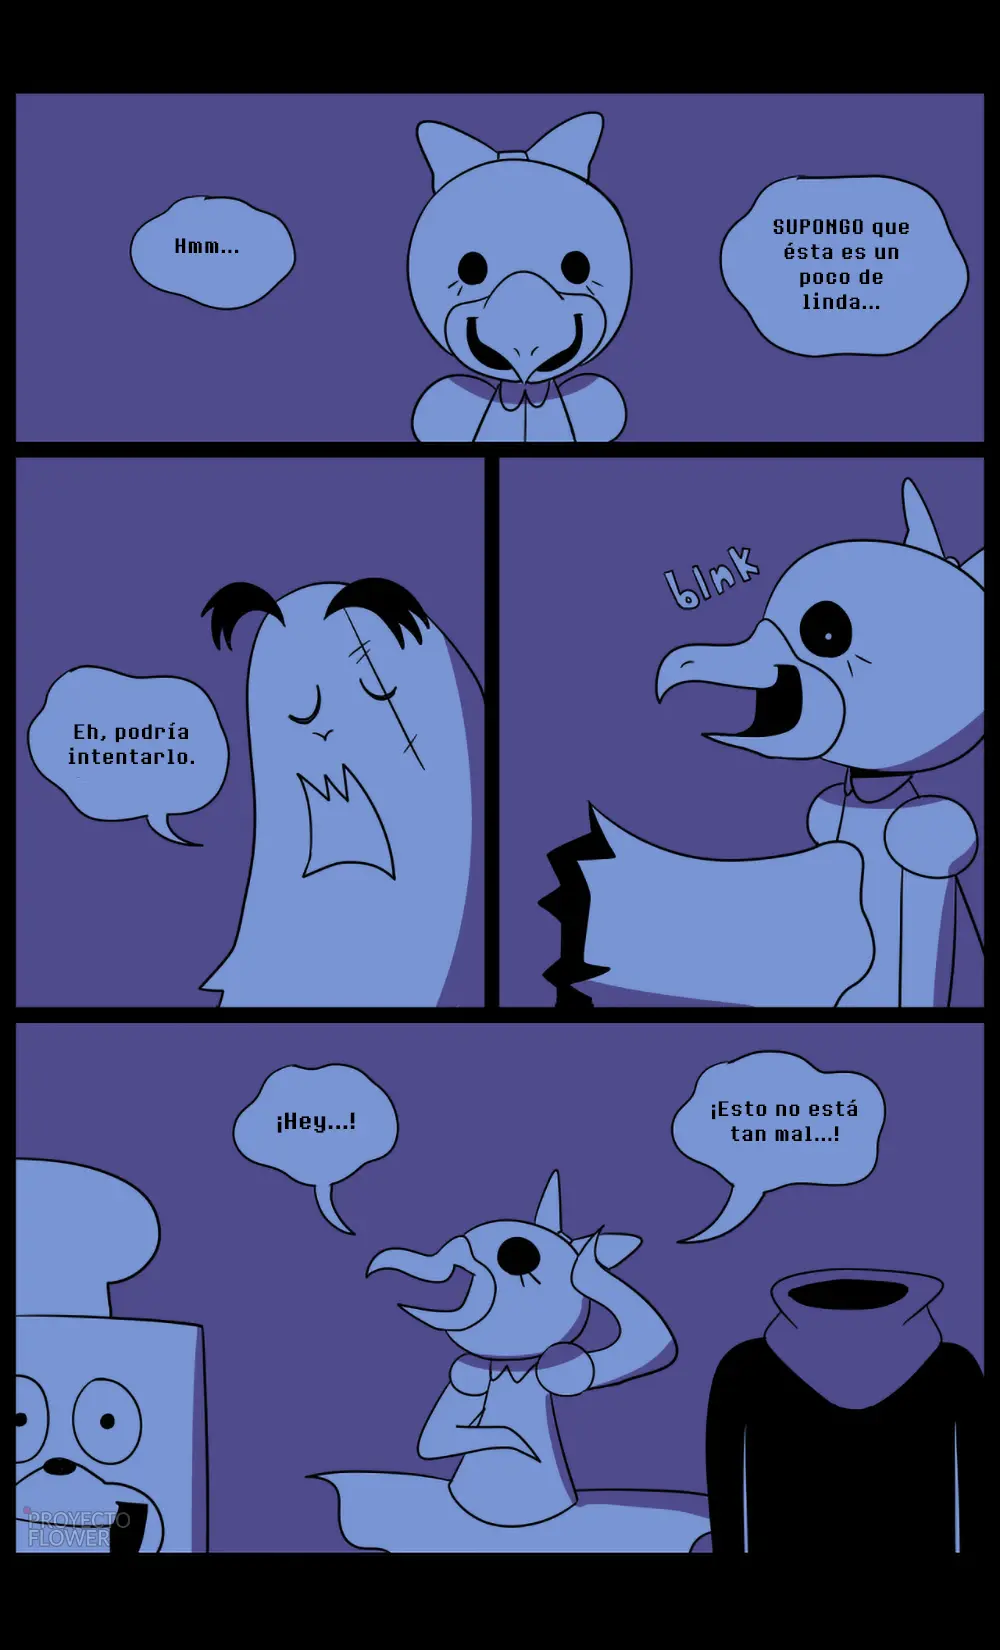 Hmm...
SUPONGO que
ésta es un
poco de
linda...
Eh, podría
intentarlo.
blnk
¡Hey...!
¡Esto no está
tan mal...!
PROYECTO
FLOWER